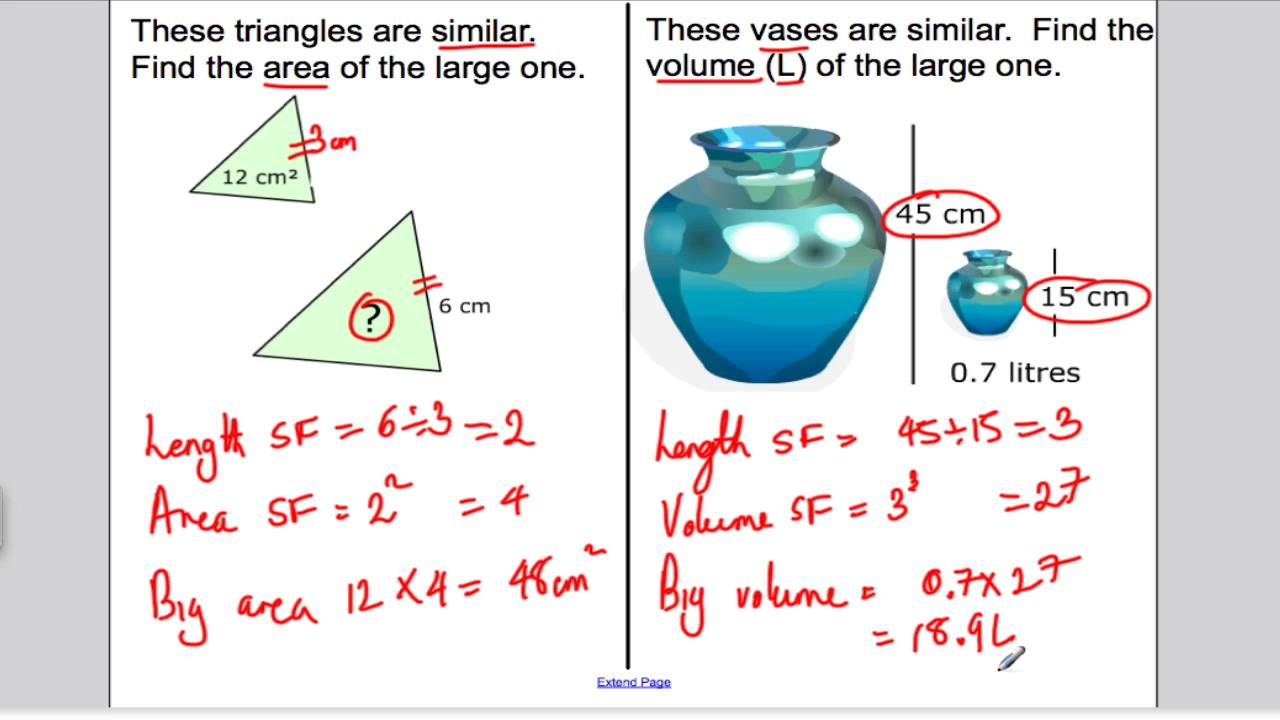 These triangles are similar.
Find the area of the large one.
3 cm
12 cm²
?
6 cm
Length SF = 6÷3 = 2
Area SF = 2² = 4
Big area 12 × 4 = 48cm²
These vases are similar. Find the
volume (L) of the large one.
45 cm
15 cm
0.7 litres
Length SF = 45÷15 = 3
Volume SF = 3³ = 27
Big volume = 0.7 × 27
= 18.9L
Extend Page